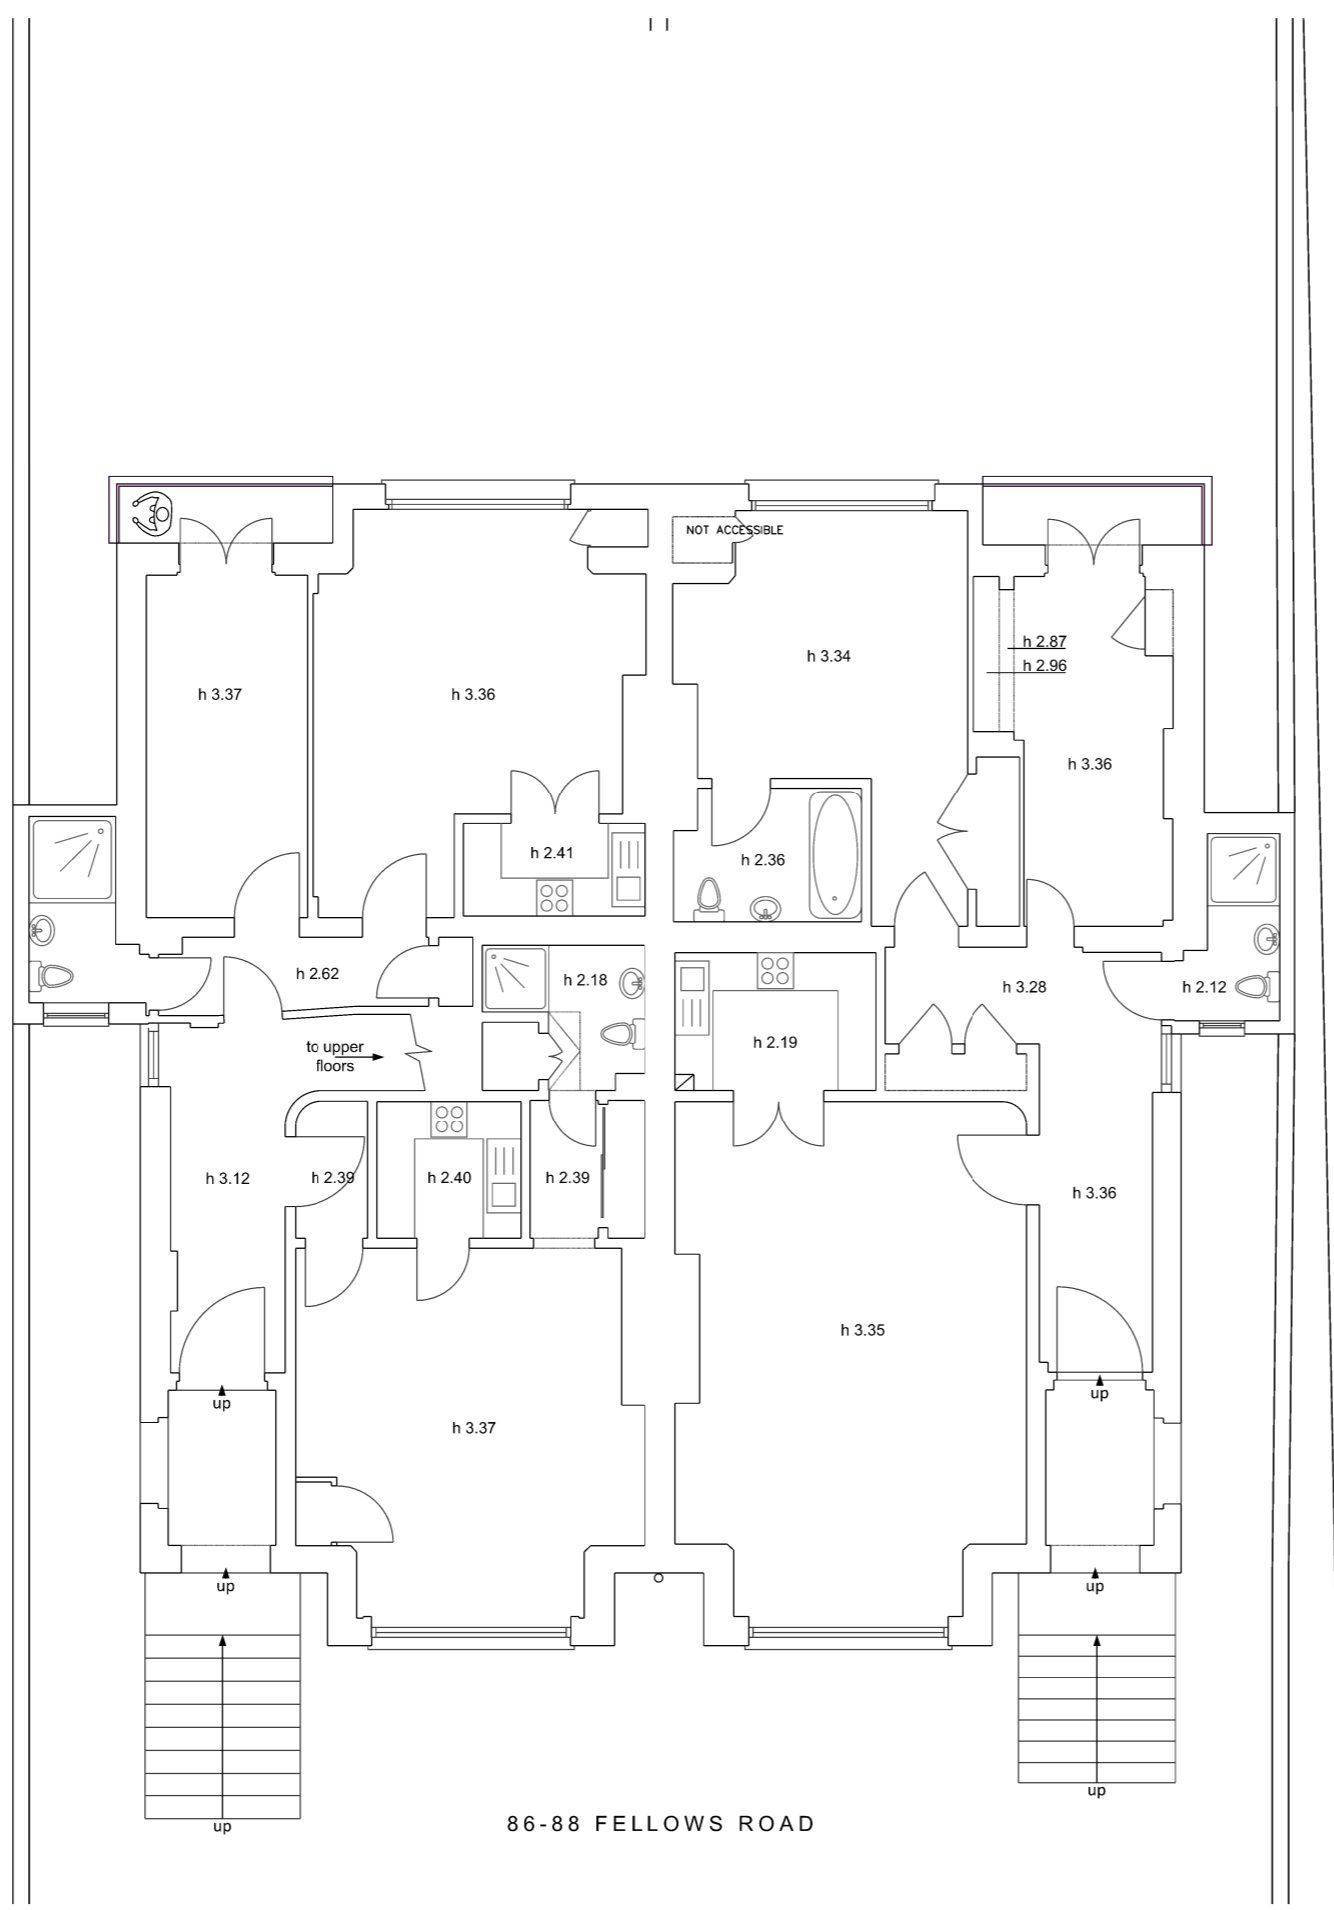 NOT ACCESSIBLE
h 2.87
h 3.34
h 2.96
h 3.37
h 3.36
h 3.36
h 2.41
h 2.36
h 2.62
h 2.18
h 3.28
h 2.12
to upper
floors
h 2.19
h 3.12
h 2.39
h 2.40
h 2.39
h 3.36
h 3.35
up
up
h 3.37
up
up
up
86-88 FELLOWS ROAD
up